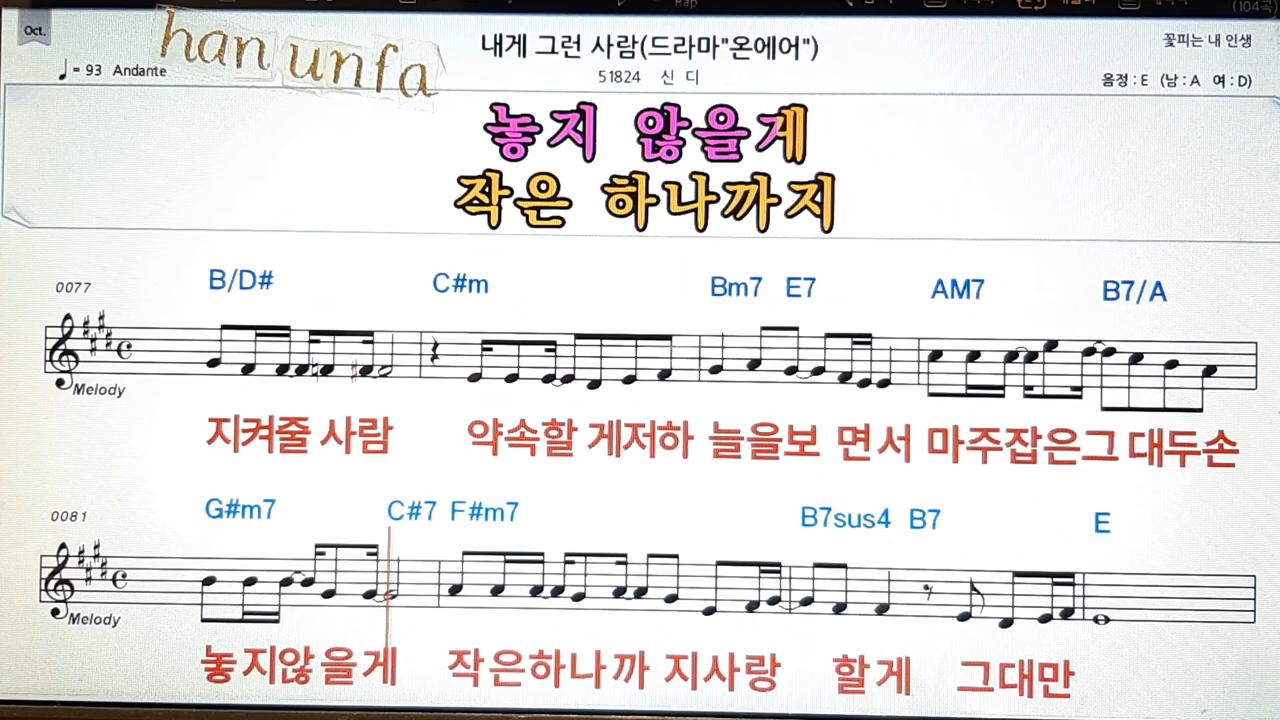 Rap
(104곡)
Oct.
han unfa
내게 그런 사람(드라마"온에어")
꽃피는 내 인생
♩= 93 Andante
51824 신 디
음정 : E (남 : A 여 : D)
놓지 않을게
작은 하나까지
0077 B/D# C#m Bm7 E7 AM7 B7/A
Melody
지켜줄 사람 약속할 게저하 늘을보 면서 마주잡은그 대두손
0081 G#m7 C#7 F#m7 B7sus4 B7 E
Melody
놓지않을게 작은하나까 지사랑 할게 그대만